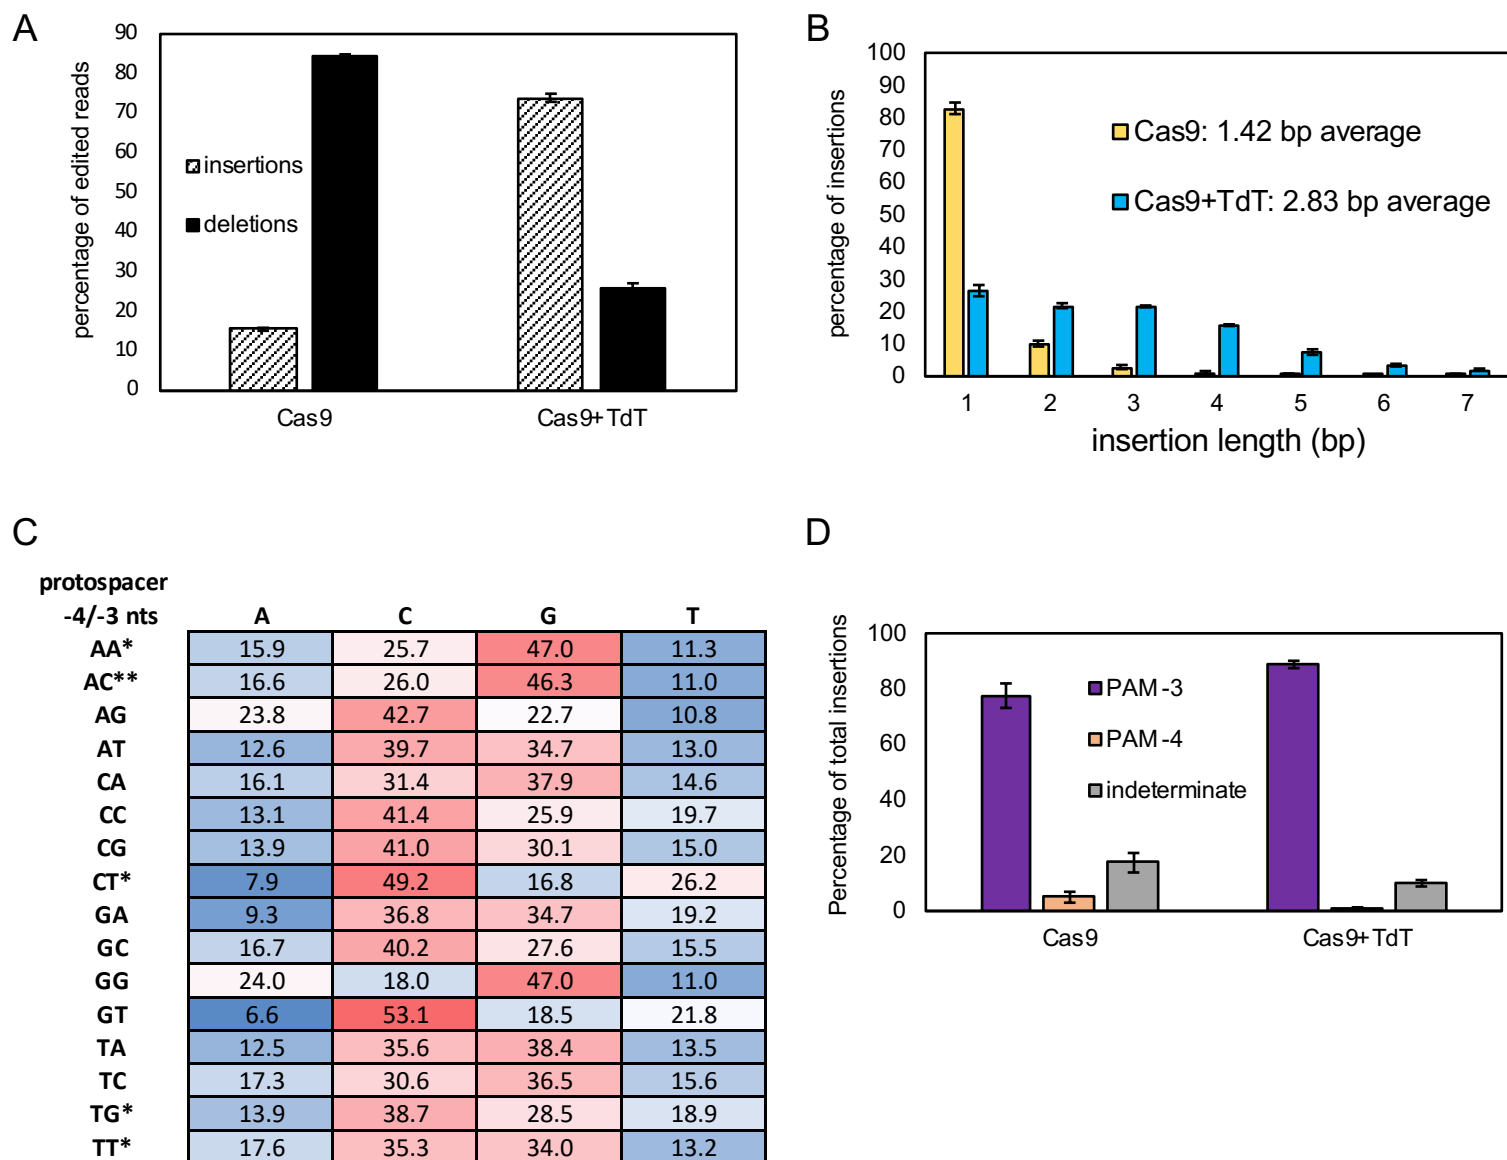 A
percentage of edited reads
90
80
70
60
50
40
30
20
10
0
insertions
deletions
Cas9
Cas9+TdT
B
percentage of insertions
100
90
80
70
60
50
40
30
20
10
0
Cas9: 1.42 bp average
Cas9+TdT: 2.83 bp average
1 2 3 4 5 6 7
insertion length (bp)
C
protospacer
-4/-3 nts A C G T
AA* 15.9 25.7 47.0 11.3
AC** 16.6 26.0 46.3 11.0
AG 23.8 42.7 22.7 10.8
AT 12.6 39.7 34.7 13.0
CA 16.1 31.4 37.9 14.6
CC 13.1 41.4 25.9 19.7
CG 13.9 41.0 30.1 15.0
CT* 7.9 49.2 16.8 26.2
GA 9.3 36.8 34.7 19.2
GC 16.7 40.2 27.6 15.5
GG 24.0 18.0 47.0 11.0
GT 6.6 53.1 18.5 21.8
TA 12.5 35.6 38.4 13.5
TC 17.3 30.6 36.5 15.6
TG* 13.9 38.7 28.5 18.9
TT* 17.6 35.3 34.0 13.2
D
Percentage of total insertions
100
80
60
40
20
0
PAM-3
PAM-4
indeterminate
Cas9
Cas9+TdT